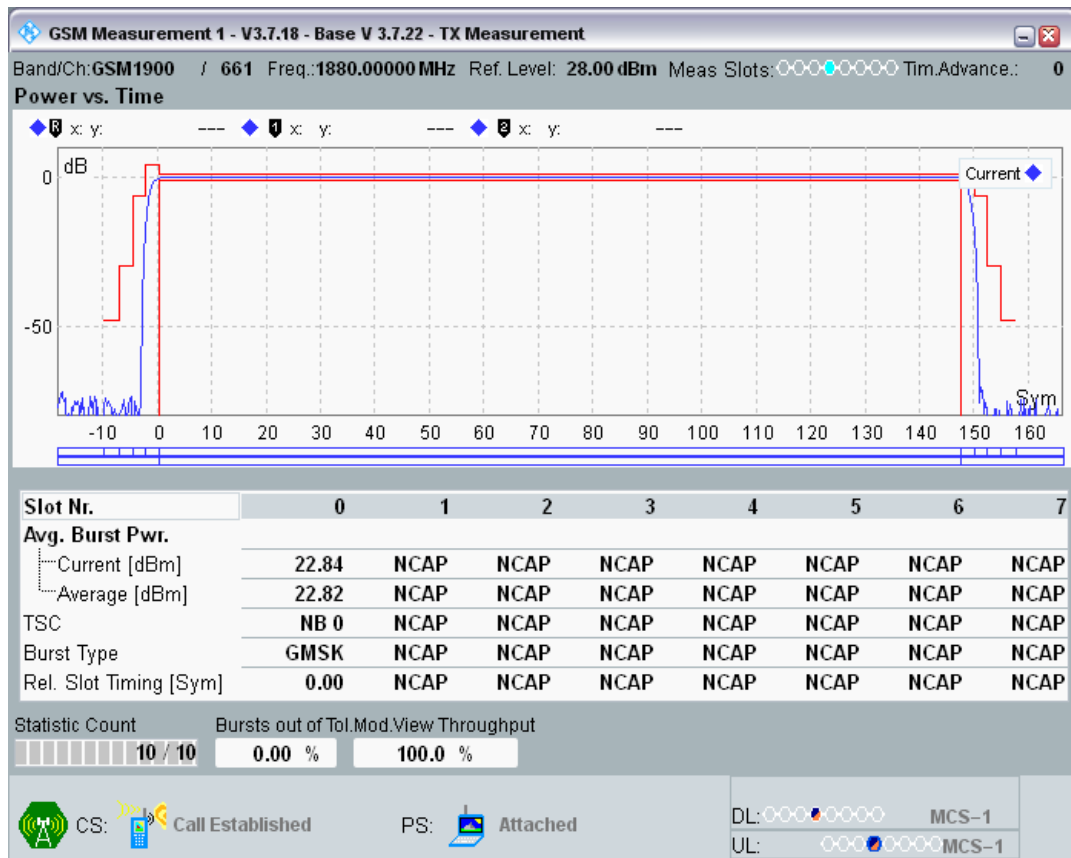 GSM Measurement 1 - V3.7.18 - Base V 3.7.22 - TX Measurement
Band/Ch:GSM1900 / 661 Freq.:1880.00000 MHz Ref. Level: 28.00 dBm Meas Slots: Tim.Advance.: 0
Power vs. Time
R x: y: --- 1 x: y: --- 2 x: y: ---
dB
0
Current
-50
Sym
-10 0 10 20 30 40 50 60 70 80 90 100 110 120 130 140 150 160
Slot Nr. 0 1 2 3 4 5 6 7
Avg. Burst Pwr.
Current [dBm] 22.84 NCAP NCAP NCAP NCAP NCAP NCAP NCAP
Average [dBm] 22.82 NCAP NCAP NCAP NCAP NCAP NCAP NCAP
TSC NB 0 NCAP NCAP NCAP NCAP NCAP NCAP NCAP
Burst Type GMSK NCAP NCAP NCAP NCAP NCAP NCAP NCAP
Rel. Slot Timing [Sym] 0.00 NCAP NCAP NCAP NCAP NCAP NCAP NCAP
Statistic Count Bursts out of Tol.Mod.View Throughput
10 / 10 0.00 % 100.0 %
CS: Call Established PS: Attached
DL: MCS-1
UL: MCS-1